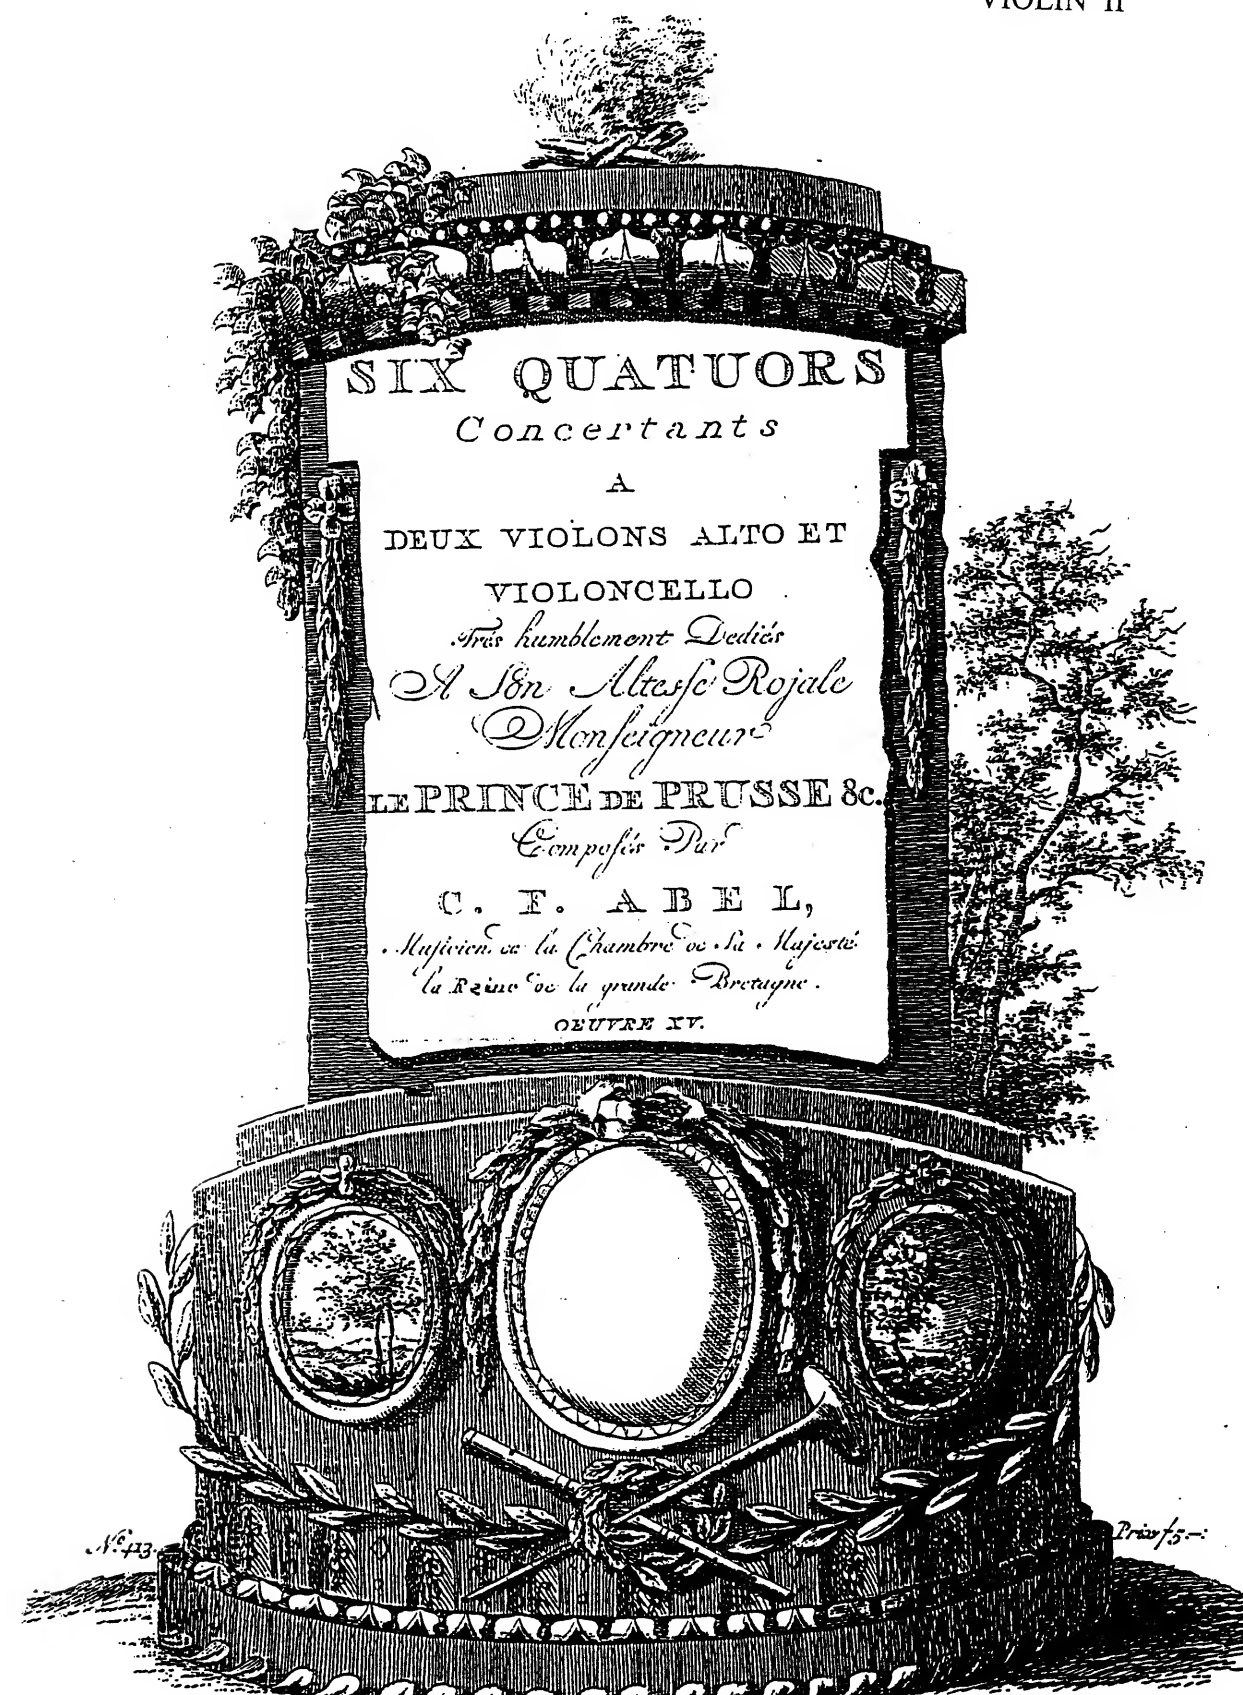 VIOLIN II
SIX QUATUORS
Concertants
A
DEUX VIOLONS ALTO ET
VIOLONCELLO
Trés humblement Dediés
A Son Altesse Rojale
Monseigneur
LE PRINCE DE PRUSSE &c.
Composés Par
C. F. ABEL,
Musicien de la Chambre de Sa Majesté
la Reine de la grande Bretagne.
OEUVRE XV.
No. 413.
Prix f 5.-: